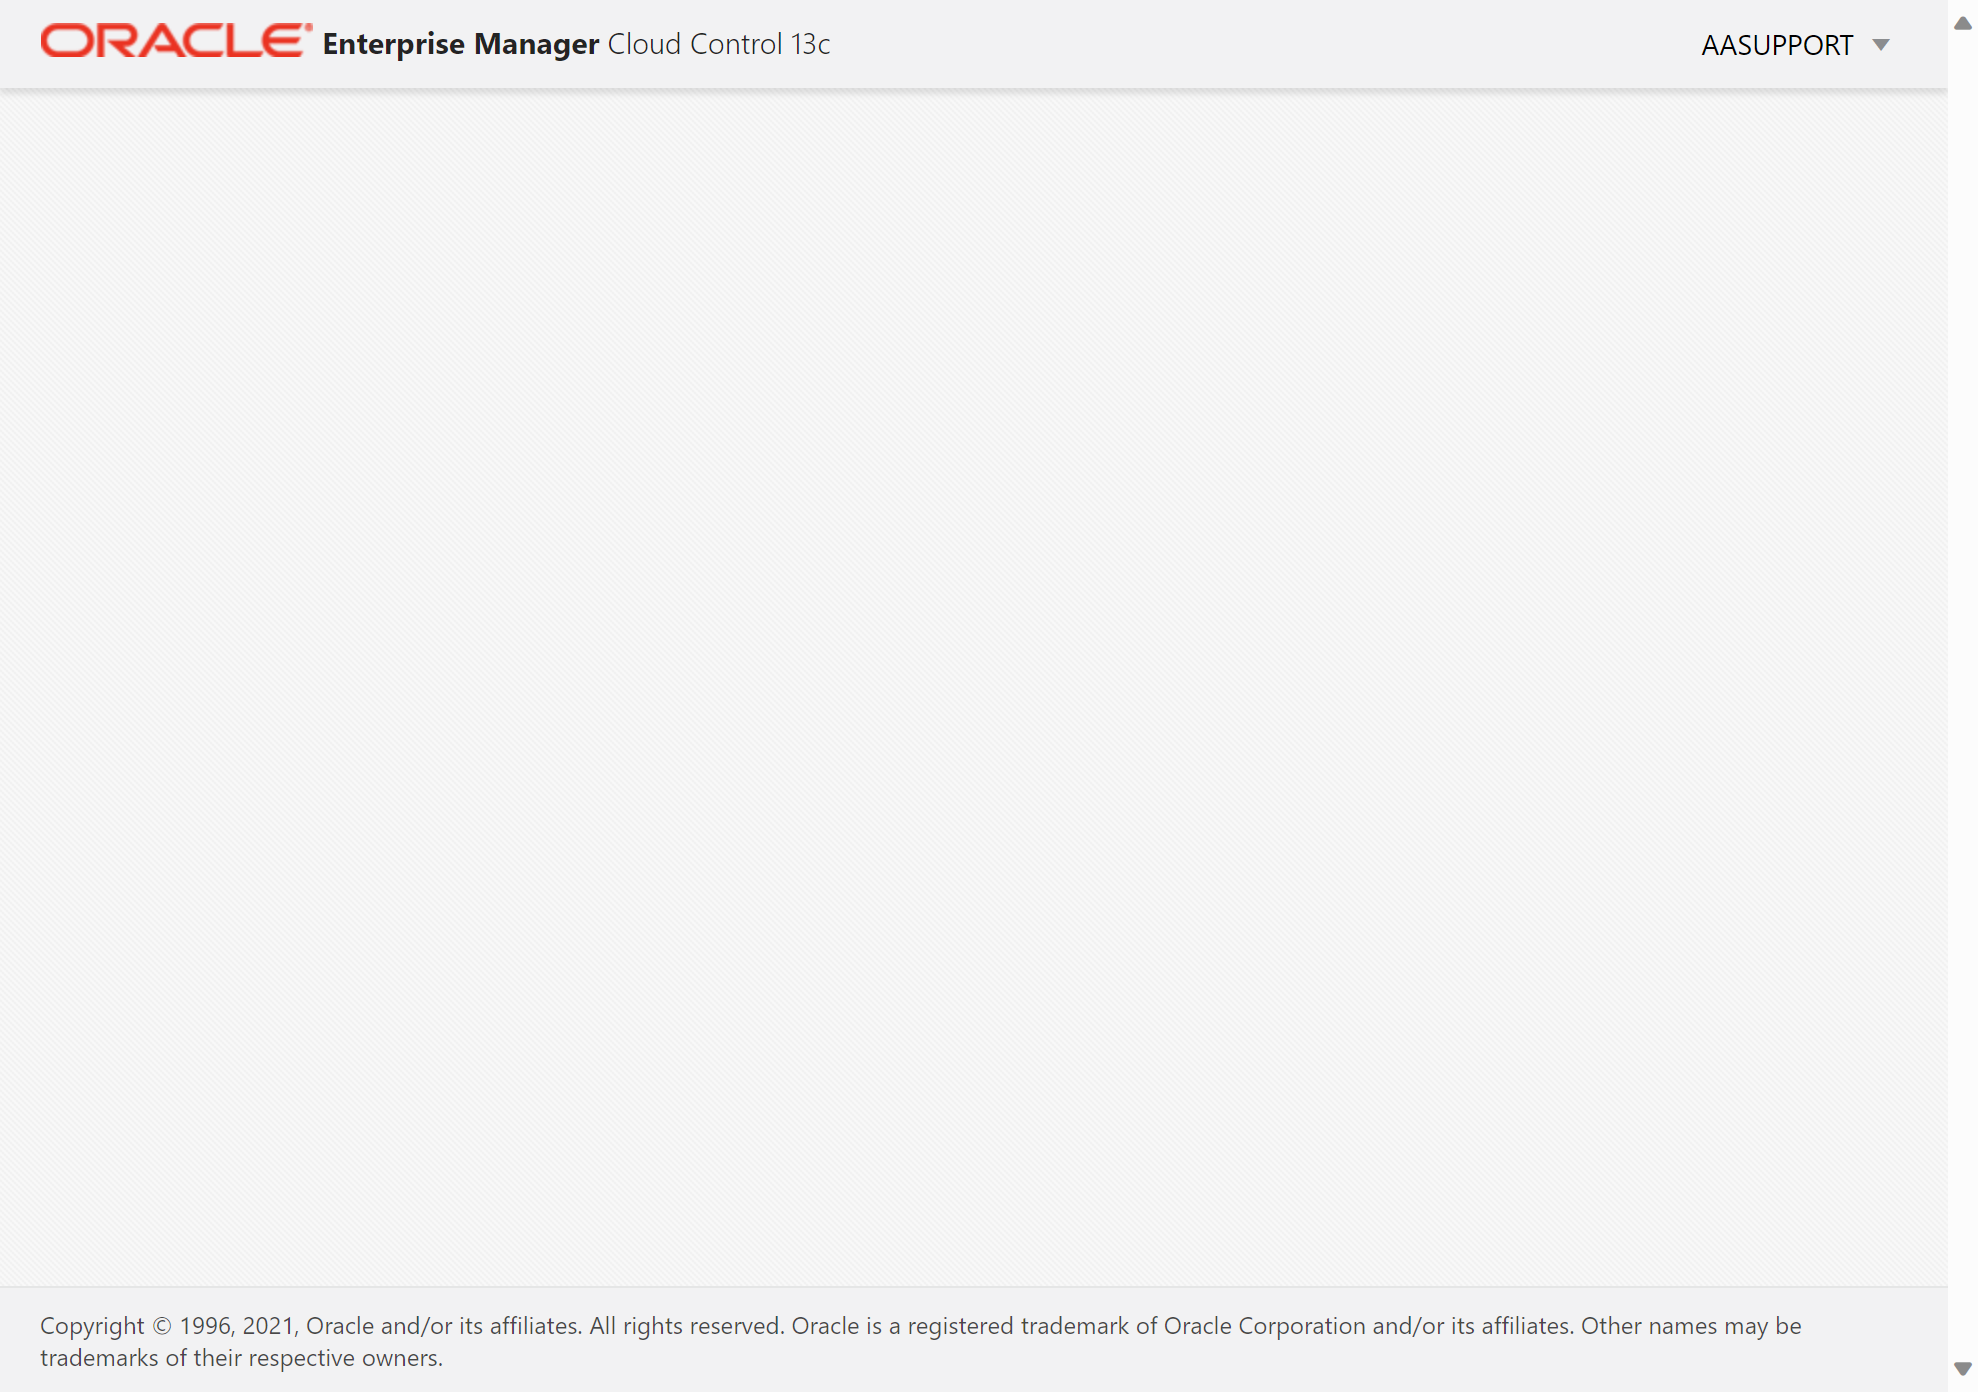 ORACLE® Enterprise Manager Cloud Control 13c
AASUPPORT
Copyright © 1996, 2021, Oracle and/or its affiliates. All rights reserved. Oracle is a registered trademark of Oracle Corporation and/or its affiliates. Other names may be
trademarks of their respective owners.